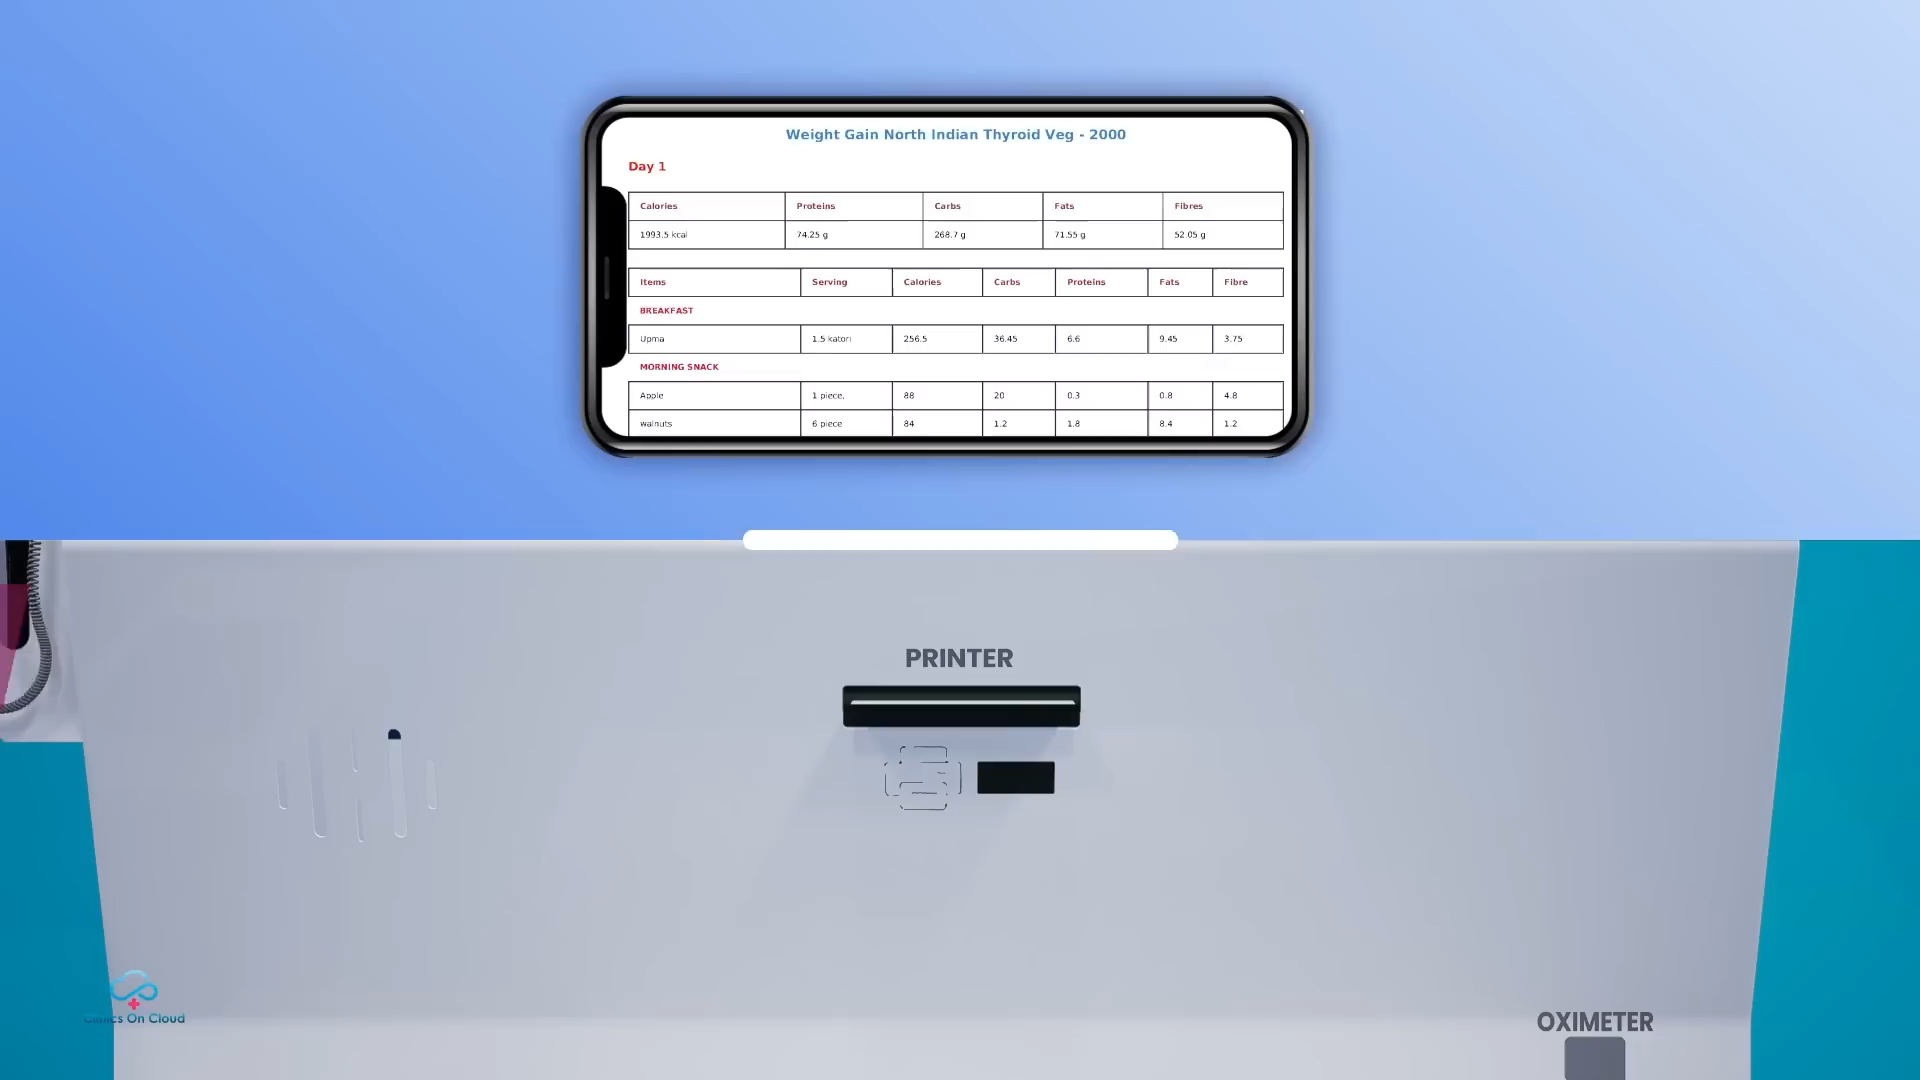 Weight Gain North Indian Thyroid Veg - 2000
Day 1
Calories Proteins Carbs Fats Fibres
1993.5 kcal 74.25 g 268.7 g 71.55 g 52.05 g
Items Serving Calories Carbs Proteins Fats Fibre
BREAKFAST
Upma 1.5 katori 256.5 36.45 6.6 9.45 3.75
MORNING SNACK
Apple 1 piece, 88 20 0.3 0.8 4.8
walnuts 6 piece 84 1.2 1.8 8.4 1.2
PRINTER
Clinics On Cloud
OXIMETER